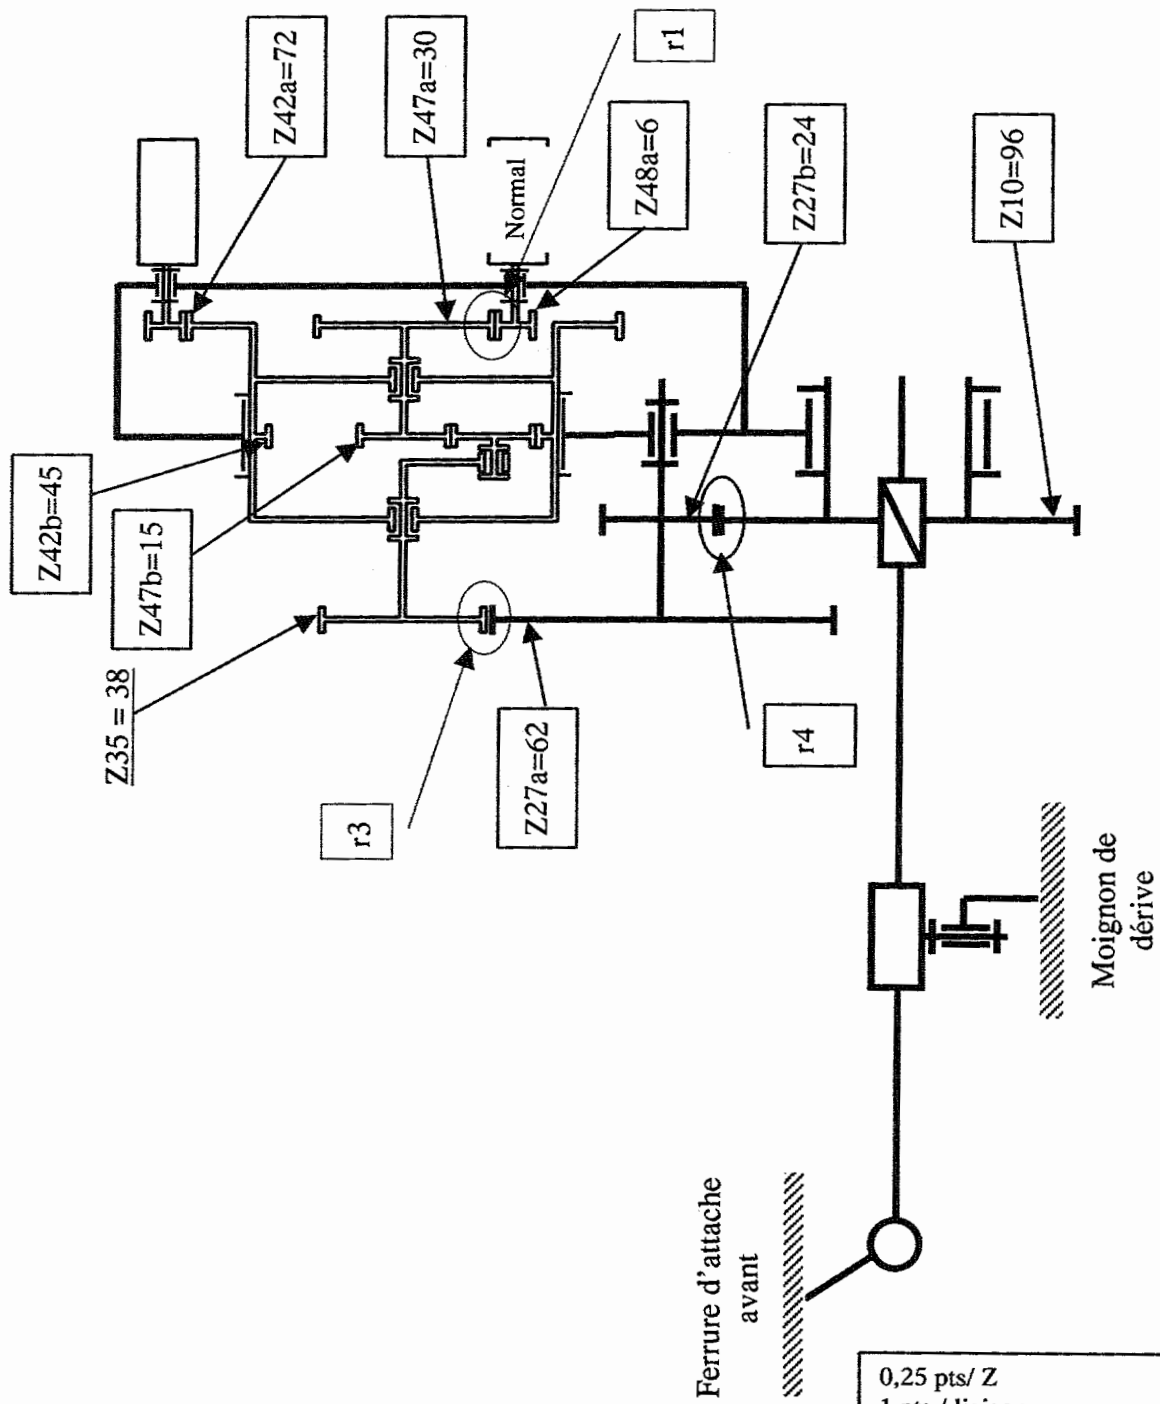 Z42a=72
Z47a=30
r1
Normal
Z48a=6
Z27b=24
Z10=96
Z42b=45
Z47b=15
Z35 = 38
r3
Z27a=62
r4
Moignon de
dérive
Ferrure d'attache
avant
0,25 pts/ Z